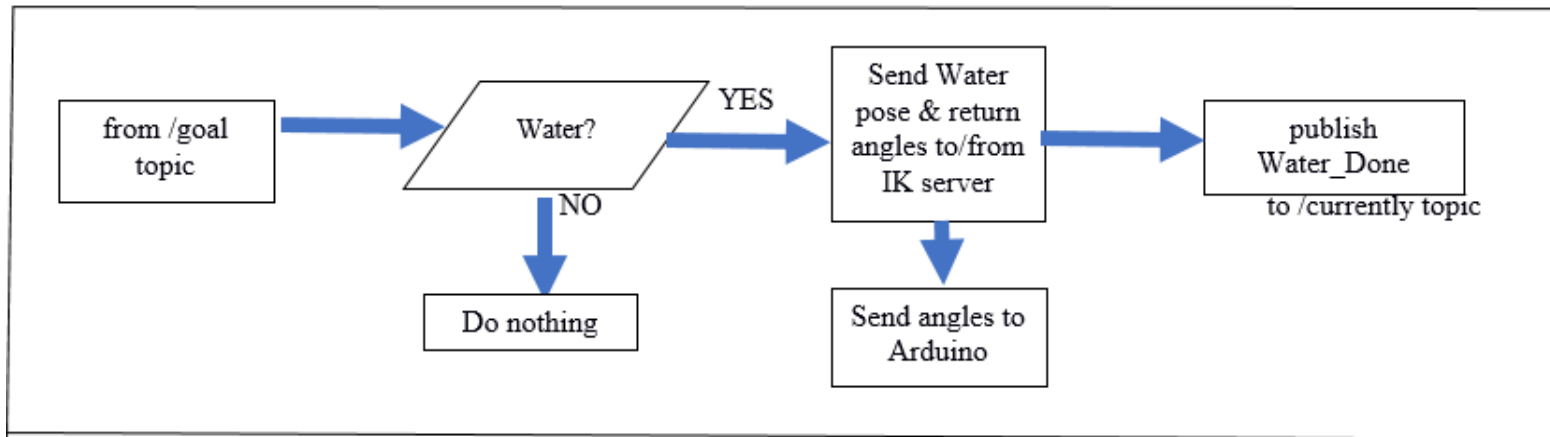 from /goal
topic
Water?
YES
NO
Do nothing
Send Water
pose & return
angles to/from
IK server
Send angles to
Arduino
publish
Water_Done
to /currently topic